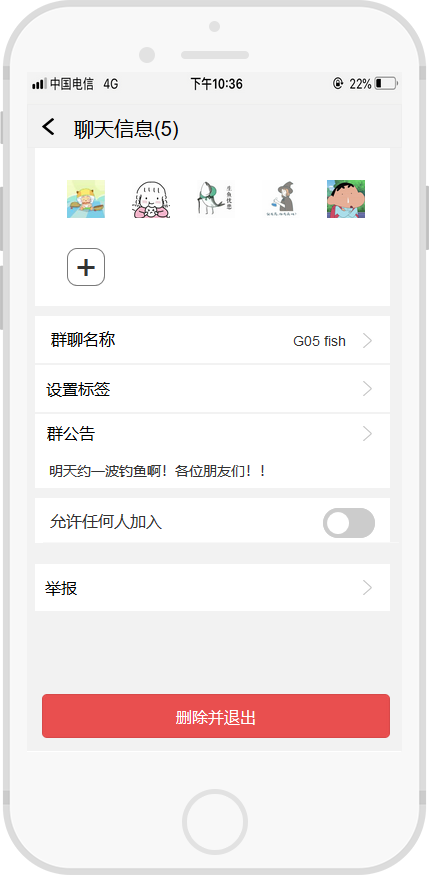 中国电信 4G 下午10:36 22%
聊天信息(5)
群聊名称 G05 fish
设置标签
群公告
明天约一波钓鱼啊！各位朋友们！！
允许任何人加入
举报
删除并退出